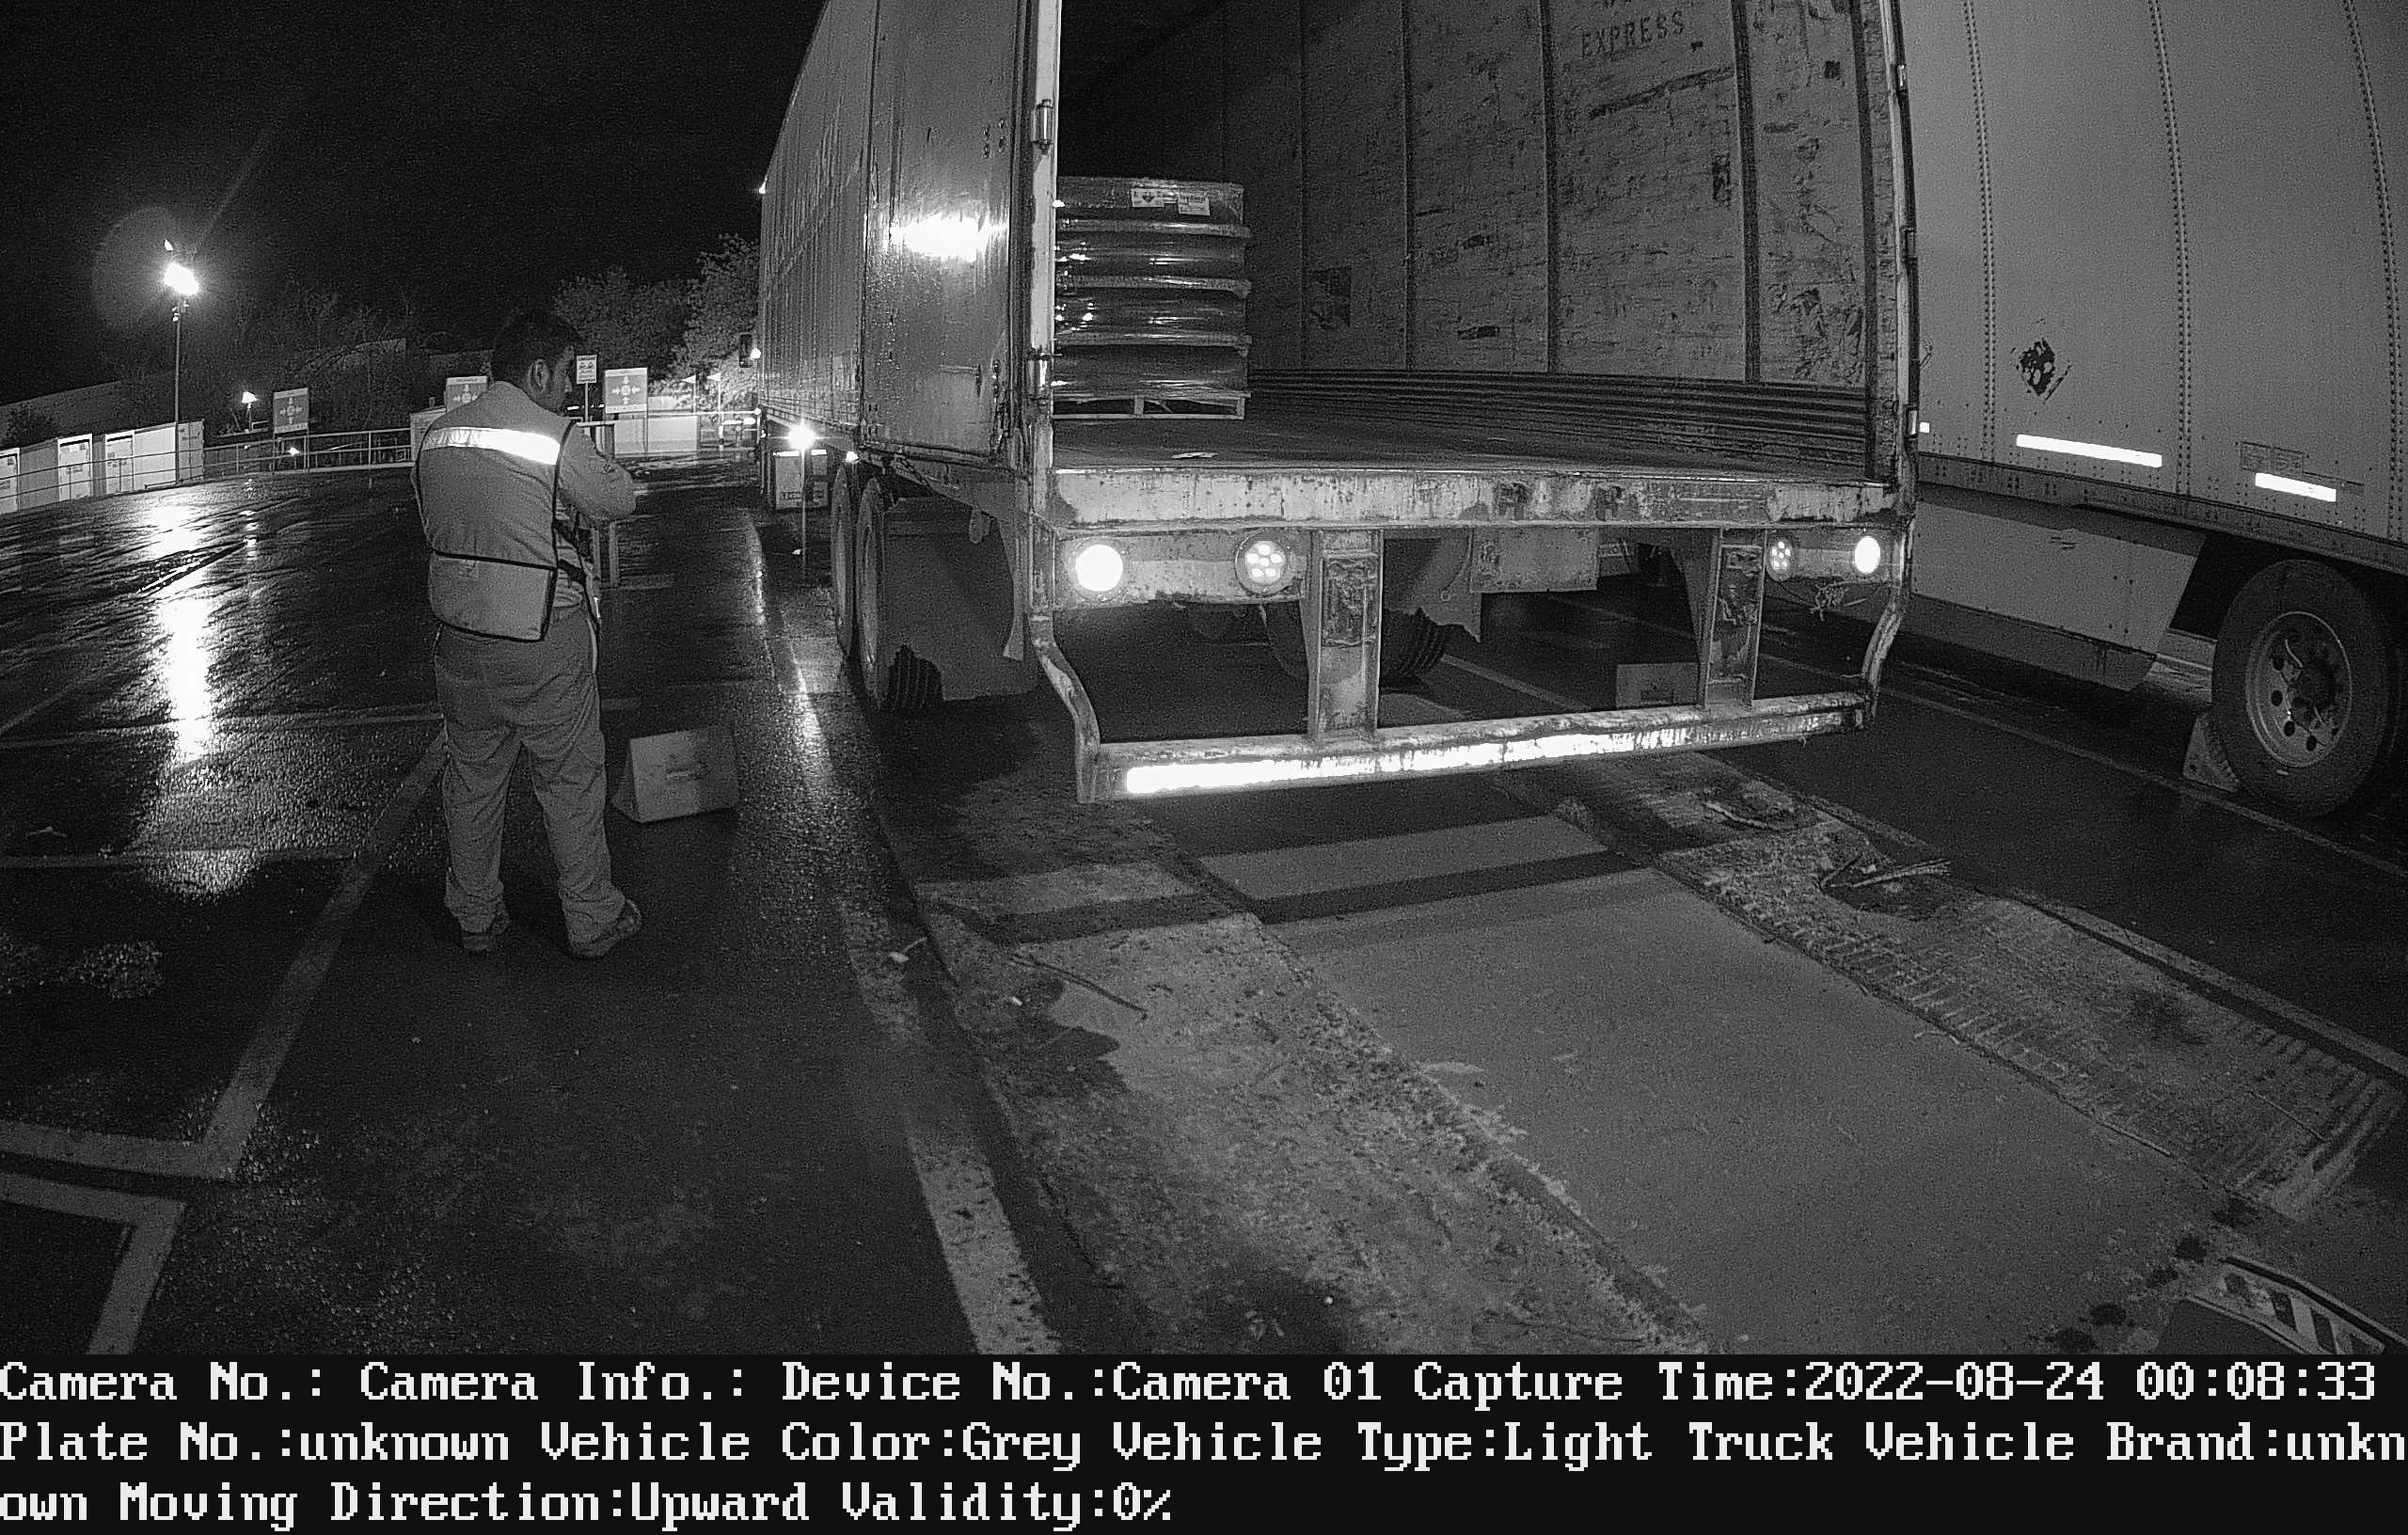 EXPRESS
Camera No.: Camera Info.: Device No.:Camera 01 Capture Time:2022-08-24 00:08:33
Plate No.:unknown Vehicle Color:Grey Vehicle Type:Light Truck Vehicle Brand:unkn
own Moving Direction:Upward Validity:0%